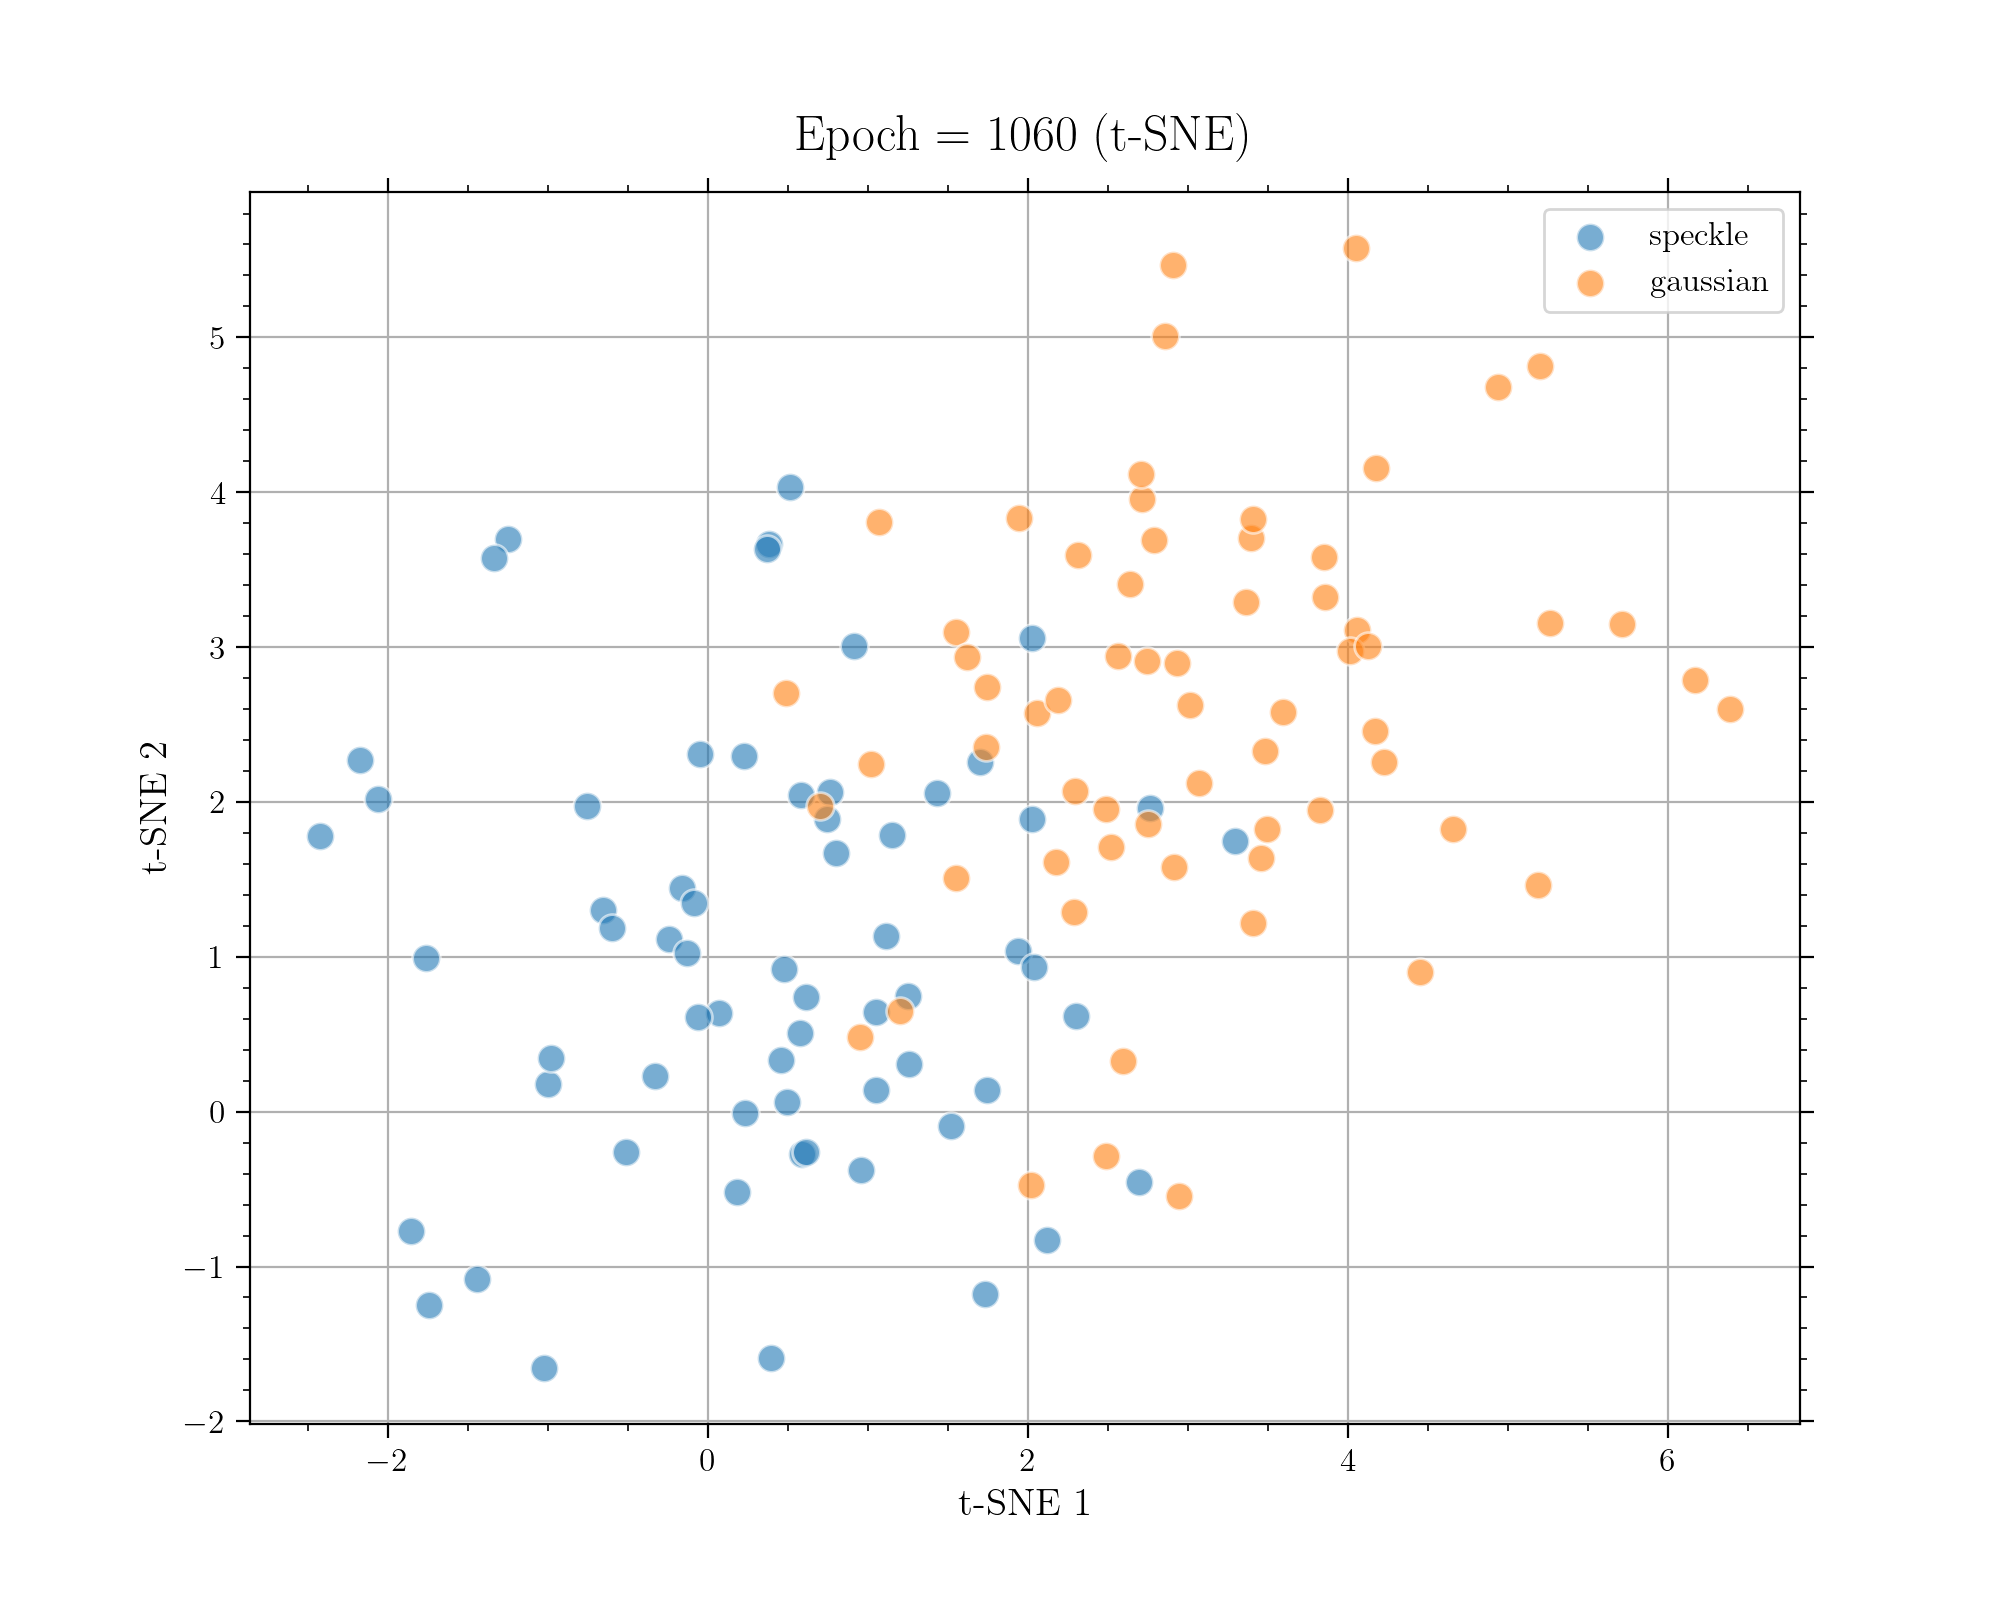 Epoch = 1060 (t-SNE)
speckle
gaussian
5
4
3
2
1
0
−1
−2
t-SNE 2
−2 0 2 4 6
t-SNE 1